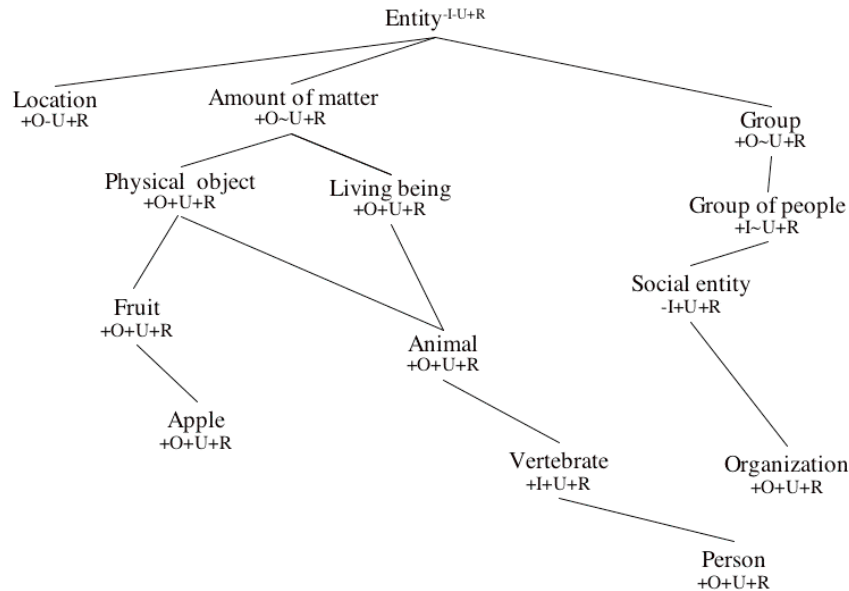 Entity-I-U+R
Location
+O-U+R
Amount of matter
+O~U+R
Group
+O~U+R
Physical object
+O+U+R
Living being
+O+U+R
Group of people
+I~U+R
Social entity
-I+U+R
Fruit
+O+U+R
Animal
+O+U+R
Apple
+O+U+R
Vertebrate
+I+U+R
Organization
+O+U+R
Person
+O+U+R